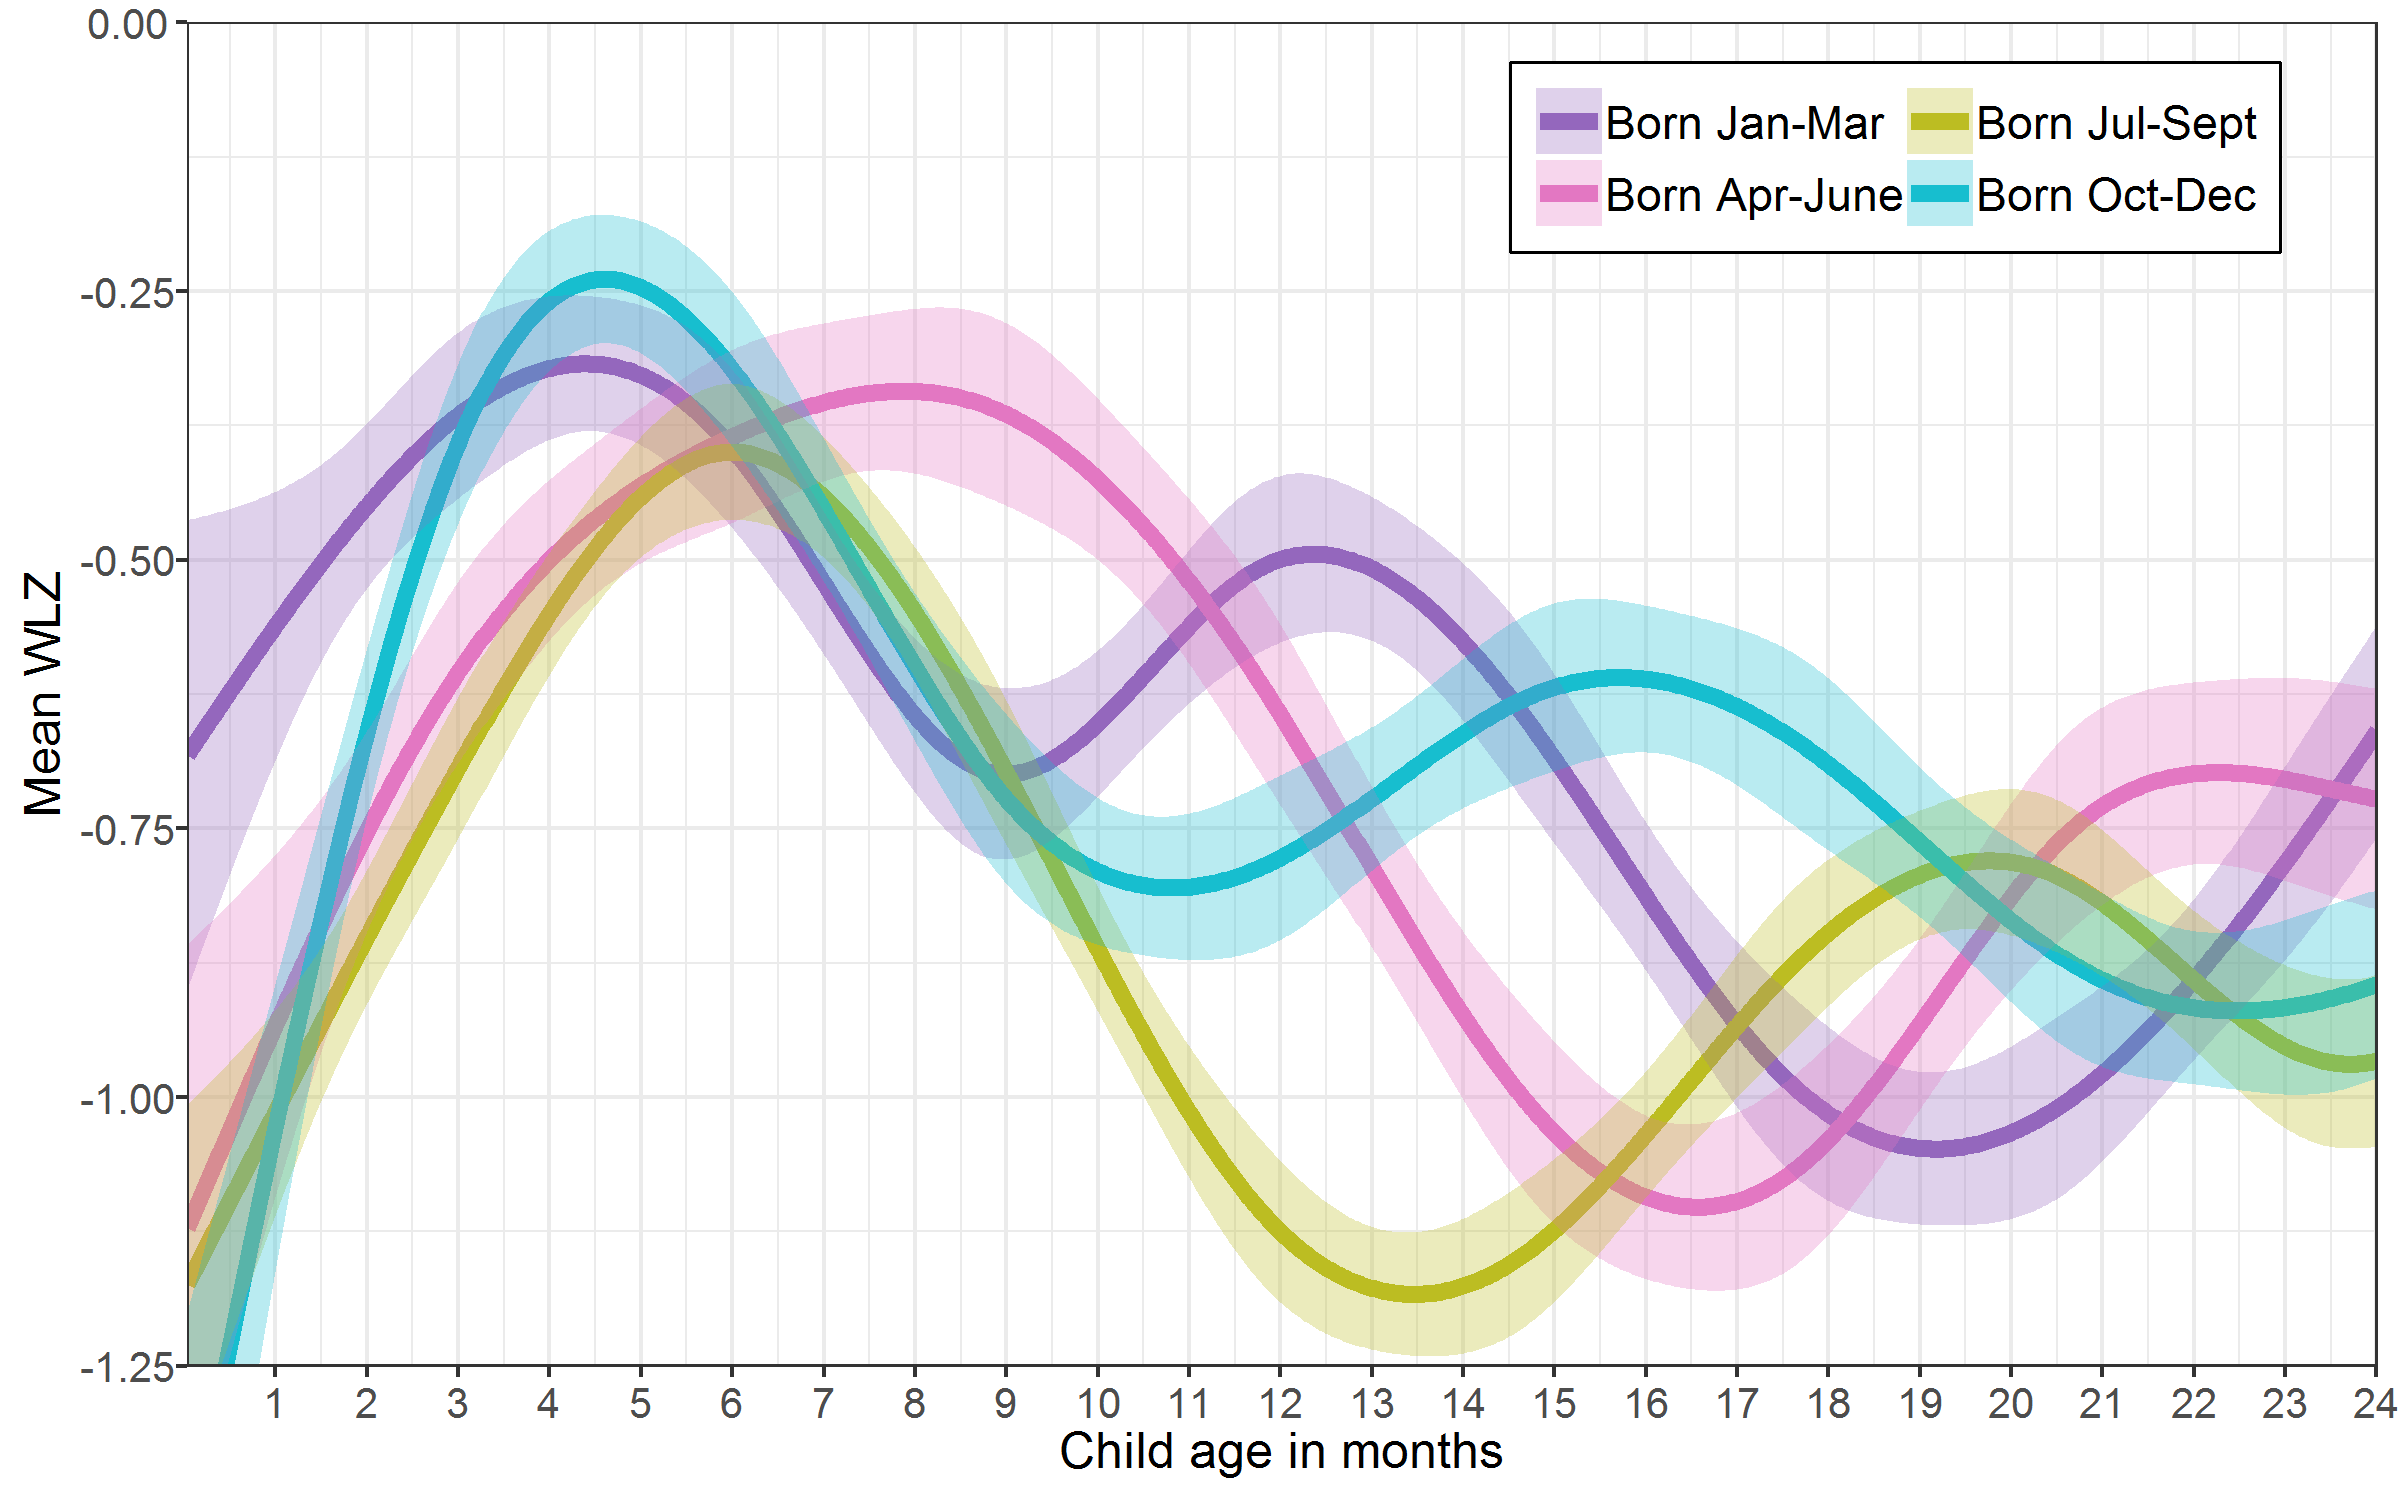 0.00
-0.25
-0.50
-0.75
-1.00
-1.25
Mean WLZ
Born Jan-Mar
Born Jul-Sept
Born Apr-June
Born Oct-Dec
1 2 3 4 5 6 7 8 9 10 11 12 13 14 15 16 17 18 19 20 21 22 23 24
Child age in months